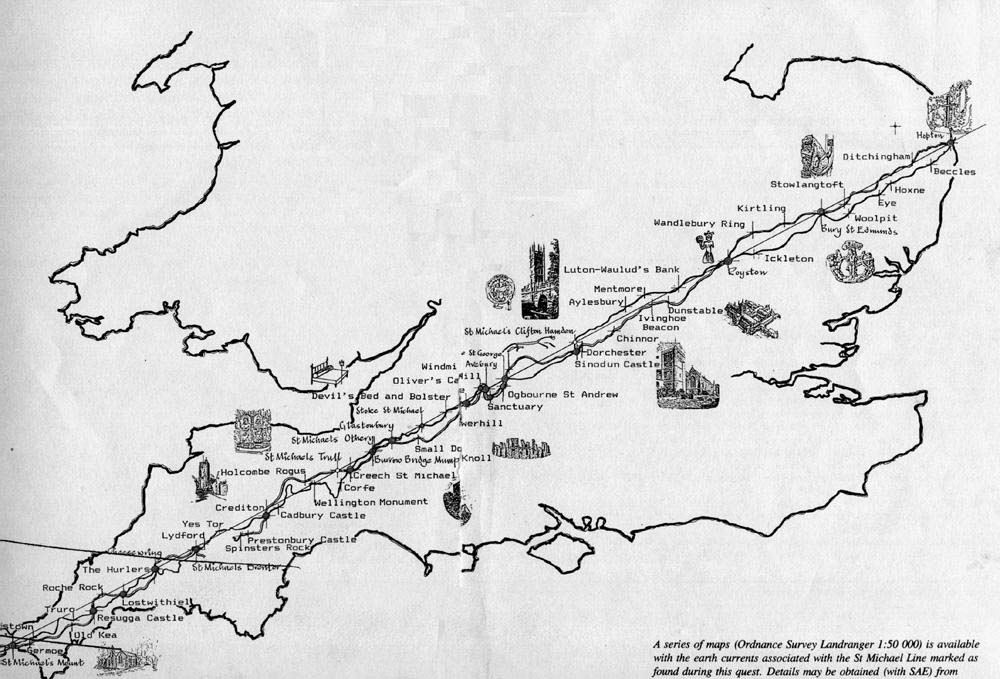 Hopton
Ditchingham
Beccles
Stowlangtoft
Hoxne
Eye
Kirtling
Woolpit
Bury St Edmunds
Wandlebury Ring
Ickleton
Royston
Luton-Waulud's Bank
Mentmore
Aylesbury
Dunstable
Ivinghoe
Beacon
St Michael's Clifton Hamden
Chinnor
Dorchester
Sinodun Castle
St George
Avebury
Windmi ill
Oliver's Ca
Devil's Bed and Bolster
Ogbourne St Andrew
Sanctuary
Stoke St Michael
werhill
Glastonbury
St Michaels Othery
Small Do
Burrow Bridge Mump Knoll
St Michaels Trull
Holcombe Rogus
Creech St Michael
Corfe
Wellington Monument
Crediton
Cadbury Castle
Yes Tor
Lydford
Prestonbury Castle
Spinsters Rock
Cheesewring
The Hurlers
St Michaels Brentor
Roche Rock
Lostwithiel
Truro
Resugga Castle
stown
Old Kea
Germoe
St Michael's Mount
A series of maps (Ordnance Survey Landranger 1:50 000) is available
with the earth currents associated with the St Michael Line marked as
found during this quest. Details may be obtained (with SAE) from